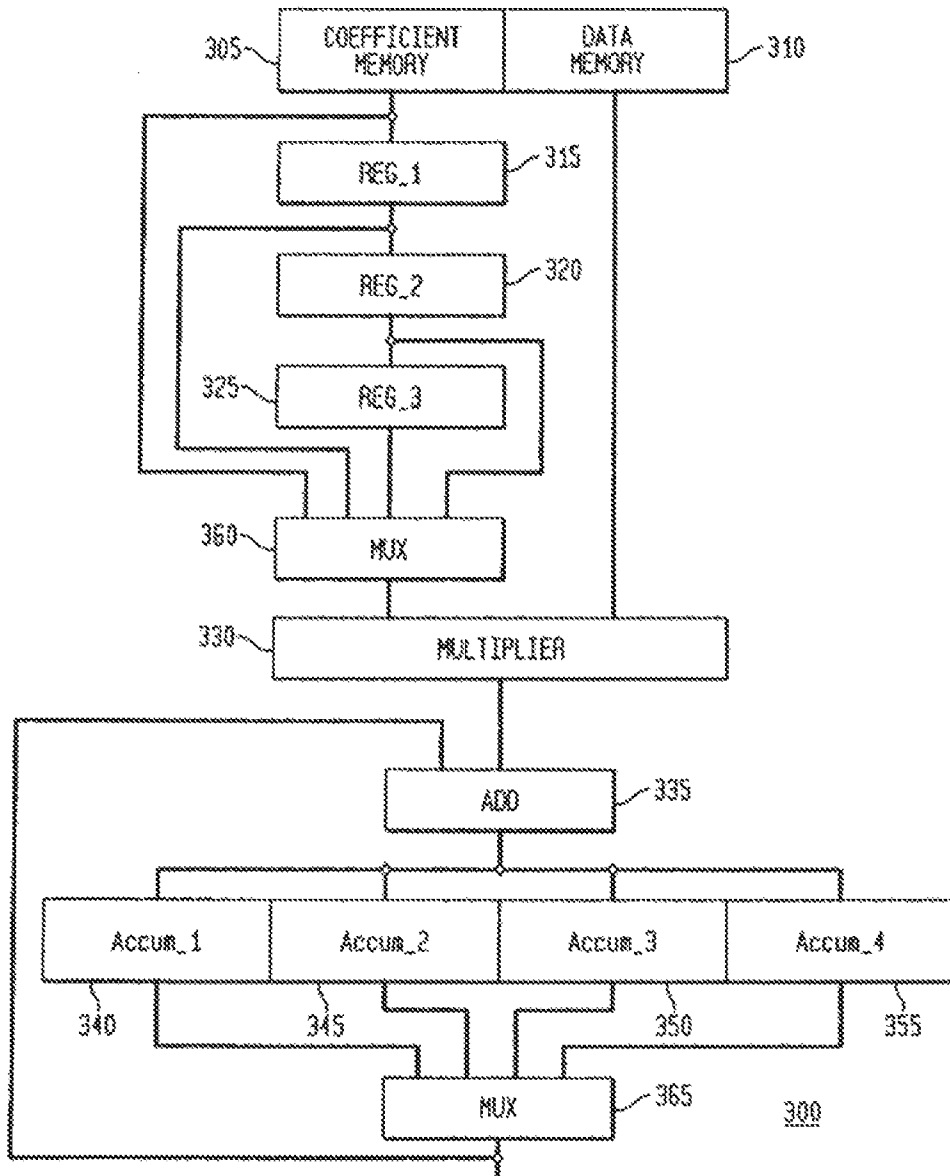 305
COEFFICIENT
MEMORY
DATA
MEMORY
310
REG_1
315
REG_2
320
325
REG_3
360
MUX
330
MULTIPLIER
ADD
335
Accum_1
Accum_2
Accum_3
Accum_4
340
345
350
355
MUX
365
300